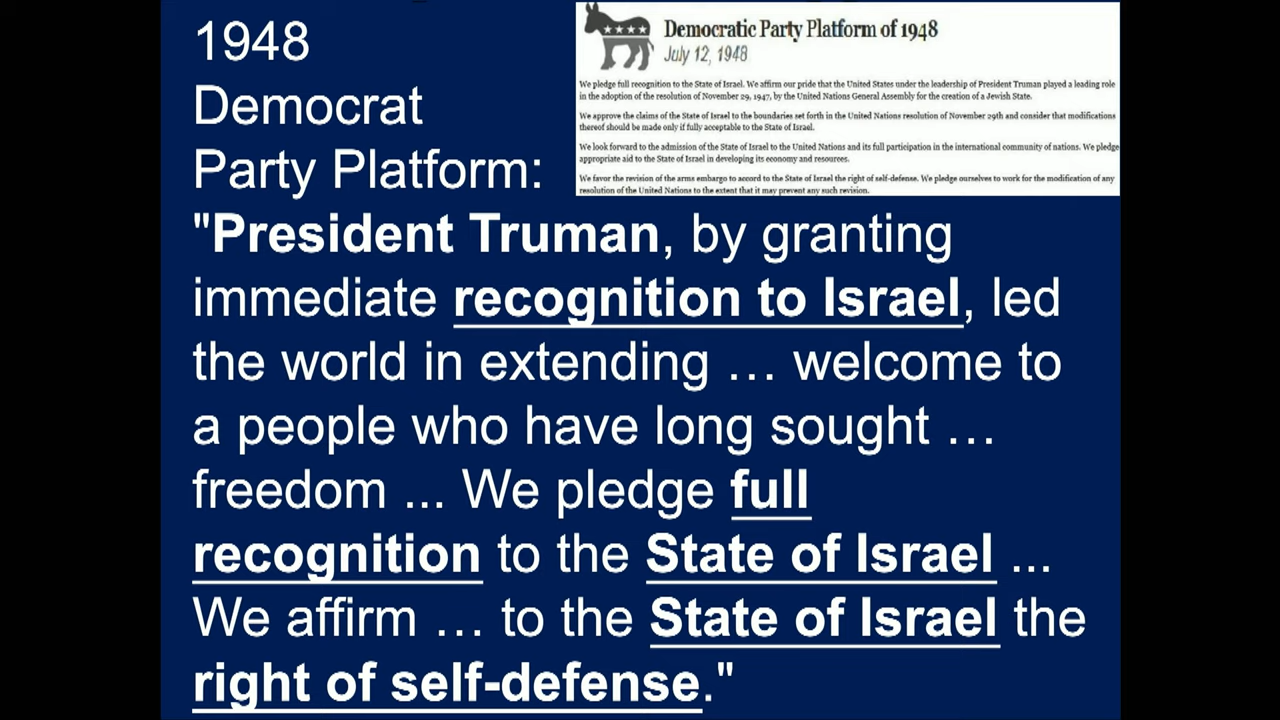 1948
Democrat
Party Platform:
Democratic Party Platform of 1948
July 12, 1948
We pledge full recognition to the State of Israel. We affirm our pride that the United States under the leadership of President Truman played a leading role
in the adoption of the resolution of November 29, 1947, by the United Nations General Assembly for the creation of a Jewish State.
We approve the claims of the State of Israel to the boundaries set forth in the United Nations resolution of November 29th and consider that modifications
thereof should be made only if fully acceptable to the State of Israel.
We look forward to the admission of the State of Israel to the United Nations and its full participation in the international community of nations. We pledge
appropriate aid to the State of Israel in developing its economy and resources.
We favor the revision of the arms embargo to accord to the State of Israel the right of self-defense. We pledge ourselves to work for the modification of any
resolution of the United Nations to the extent that it may prevent any such revision.
"President Truman, by granting
immediate recognition to Israel, led
the world in extending … welcome to
a people who have long sought …
freedom ... We pledge full
recognition to the State of Israel ...
We affirm … to the State of Israel the
right of self-defense."